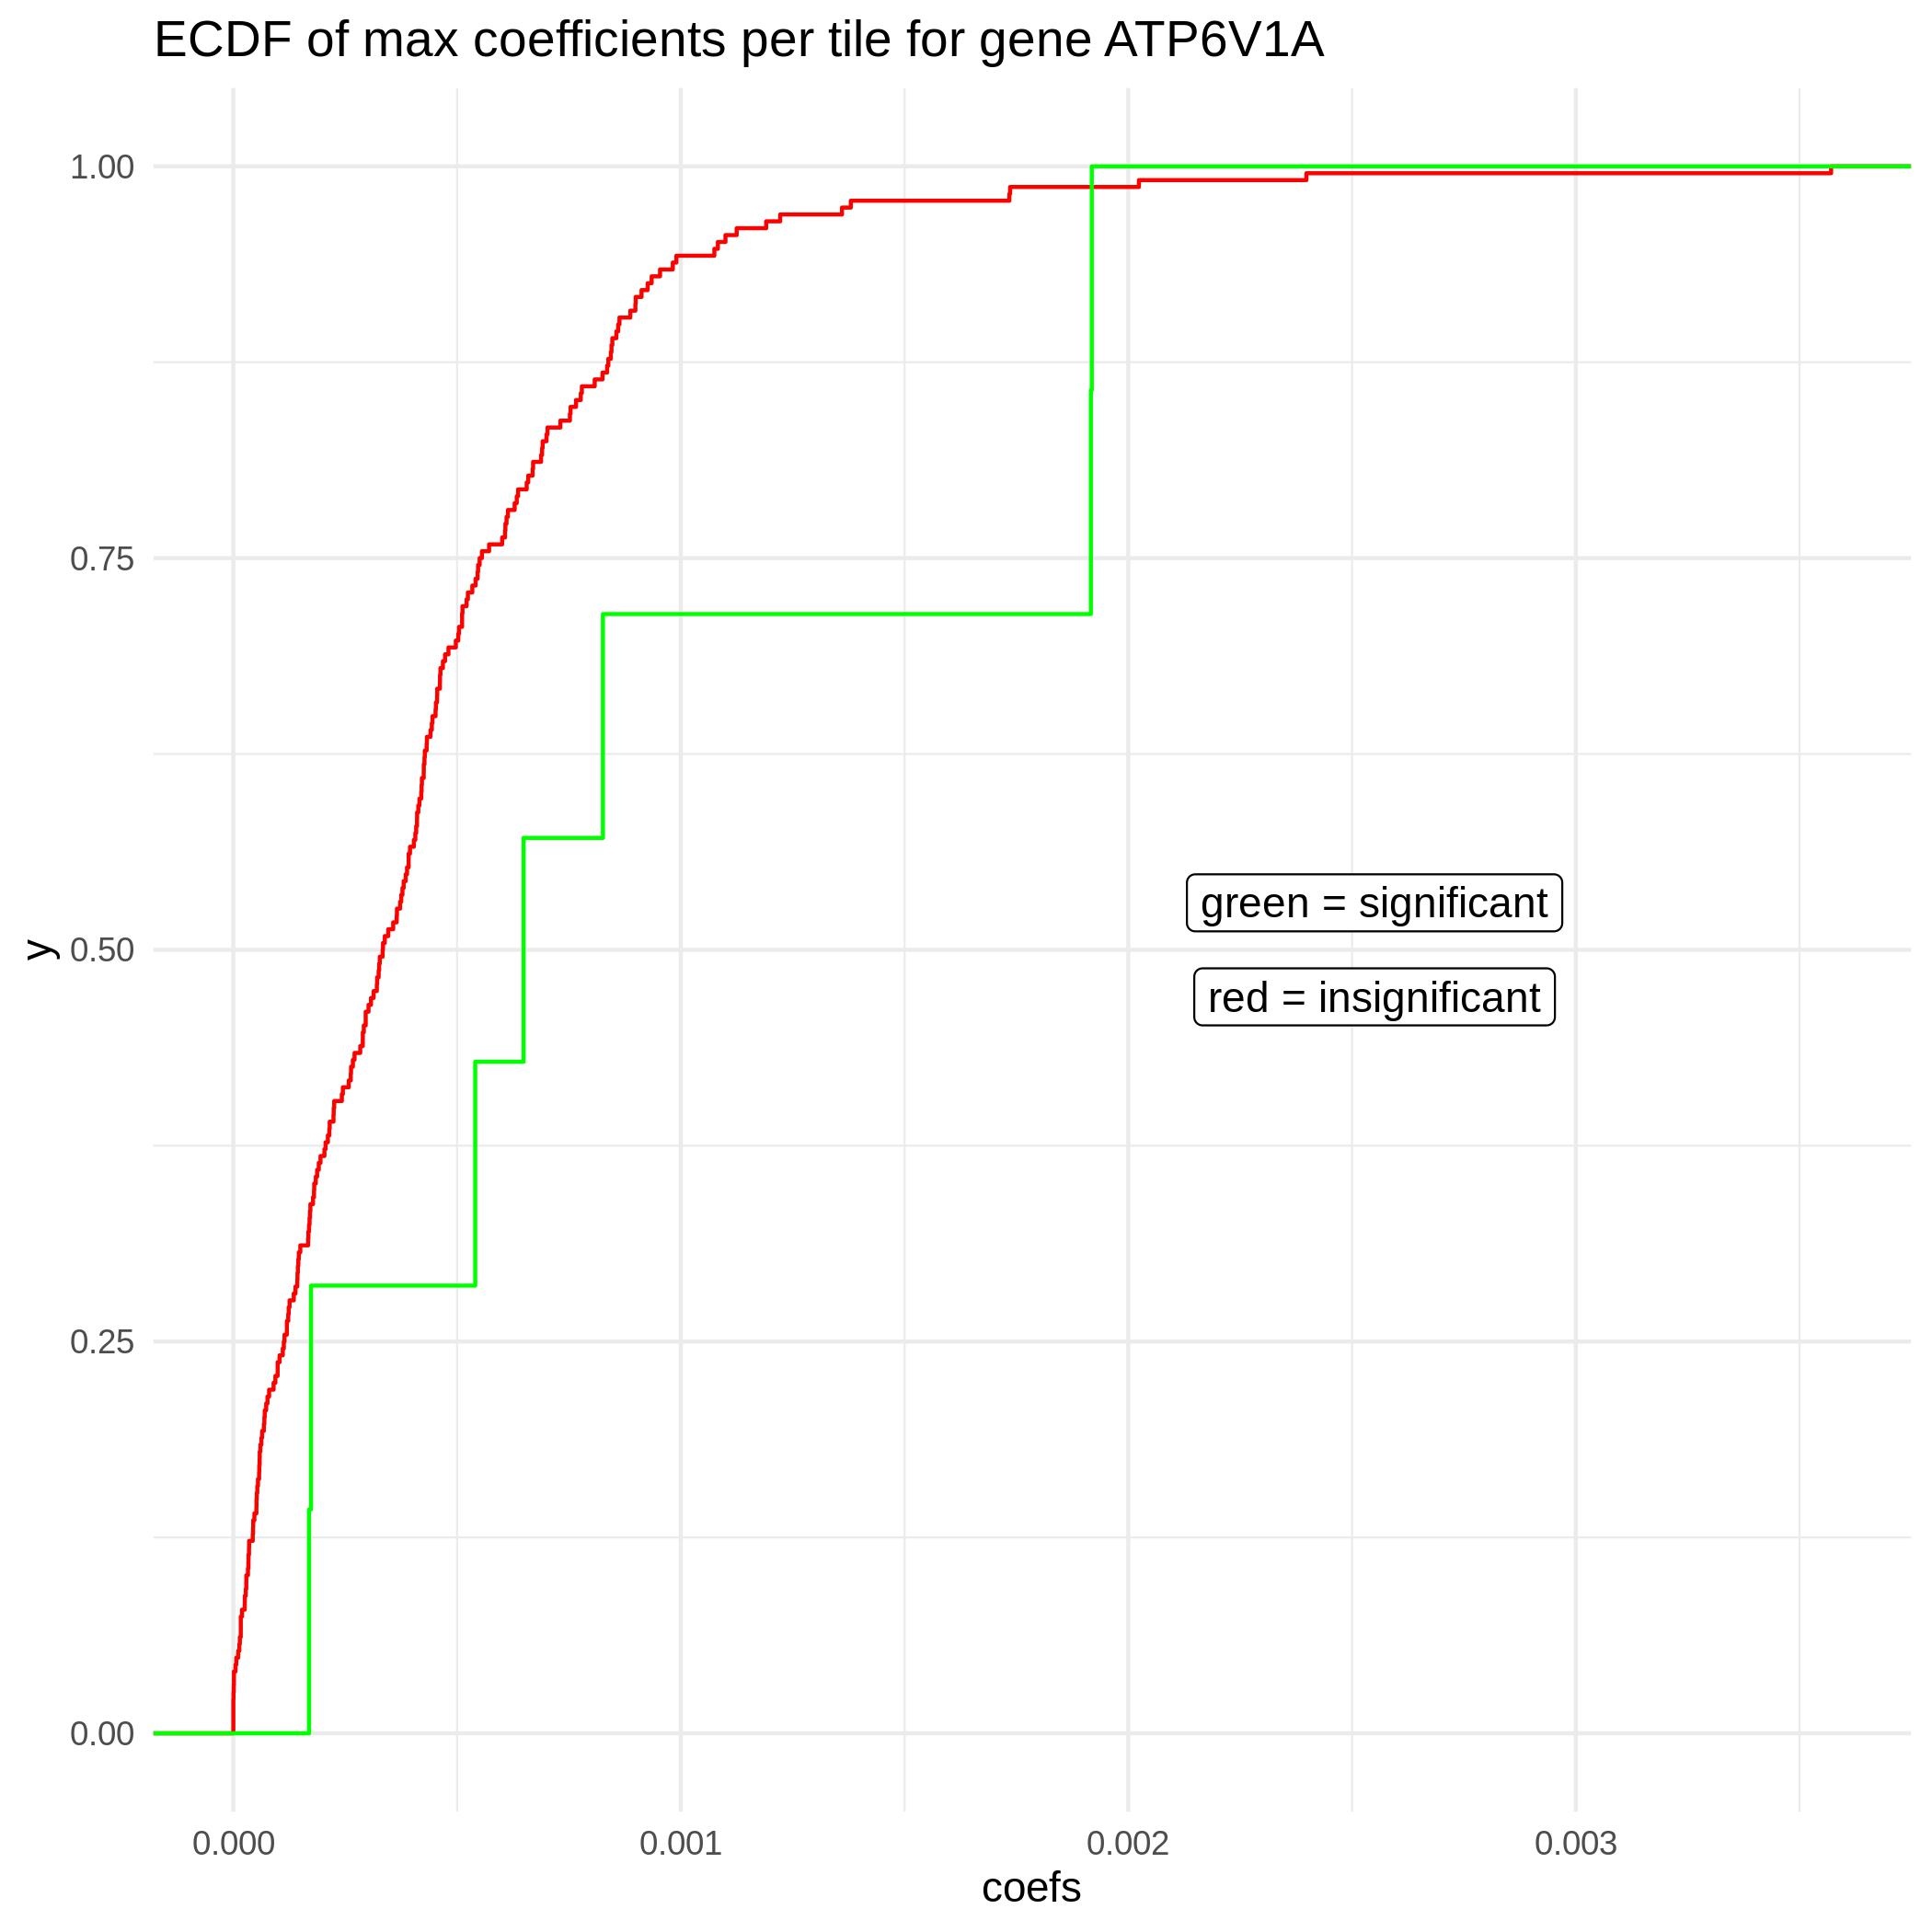 ECDF of max coefficients per tile for gene ATP6V1A
1.00
0.75
0.50
0.25
0.00
y
green = significant
red = insignificant
0.000 0.001 0.002 0.003
coefs